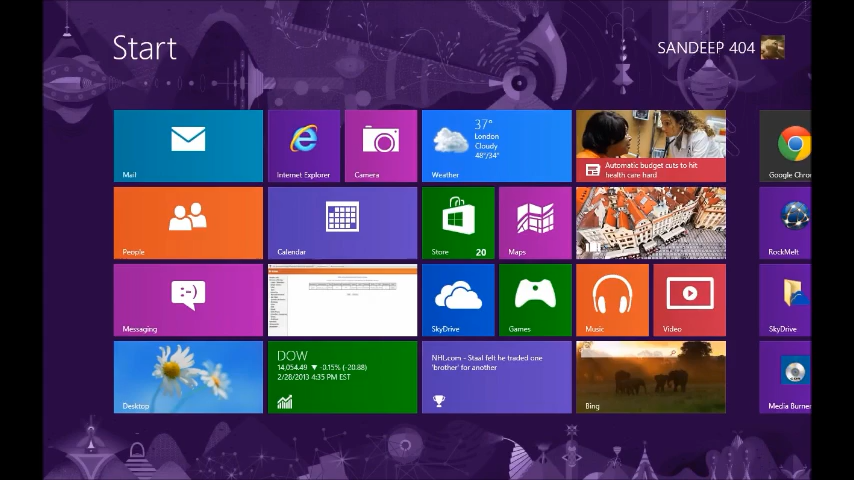 Start
SANDEEP 404
Mail
Internet Explorer
Camera
37°
London
Cloudy
48°/34°
Weather
Automatic budget cuts to hit
health care hard
Google Chro
People
Calendar
Store
20
Maps
RockMelt
Messaging
SkyDrive
Games
Music
Video
SkyDrive
Desktop
DOW
14,054.49 ▼ -0.15% (-20.88)
2/28/2013 4:35 PM EST
NHL.com - Staal felt he traded one
'brother' for another
Bing
Media Burner